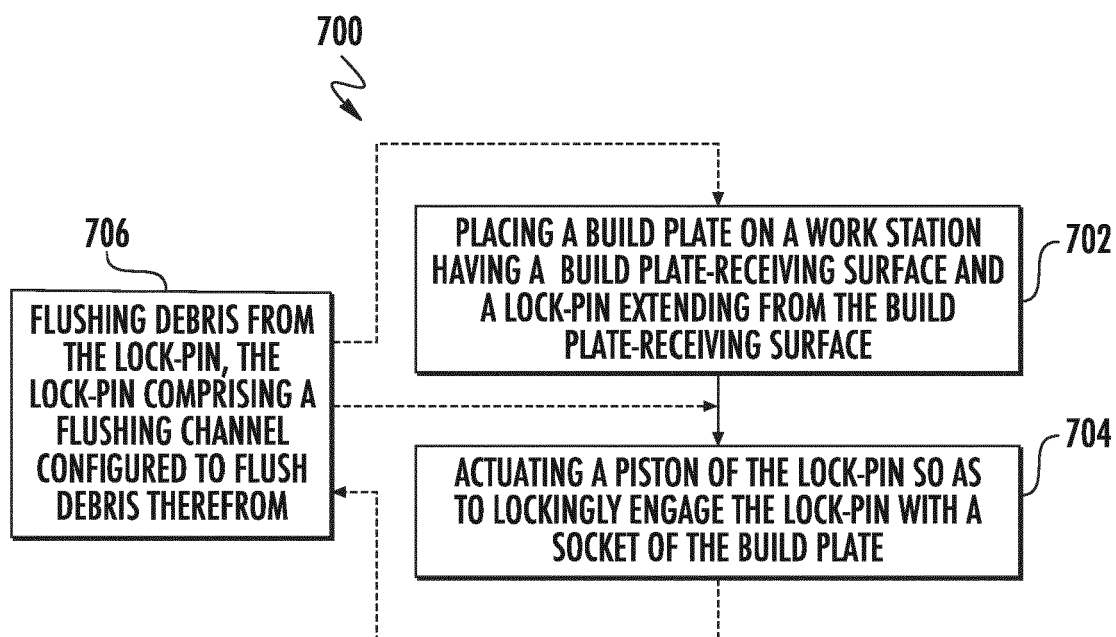 700
706
FLUSHING DEBRIS FROM
THE LOCK-PIN, THE
LOCK-PIN COMPRISING A
FLUSHING CHANNEL
CONFIGURED TO FLUSH
DEBRIS THEREFROM
702
PLACING A BUILD PLATE ON A WORK STATION
HAVING A BUILD PLATE-RECEIVING SURFACE AND
A LOCK-PIN EXTENDING FROM THE BUILD
PLATE-RECEIVING SURFACE
704
ACTUATING A PISTON OF THE LOCK-PIN SO AS
TO LOCKINGLY ENGAGE THE LOCK-PIN WITH A
SOCKET OF THE BUILD PLATE